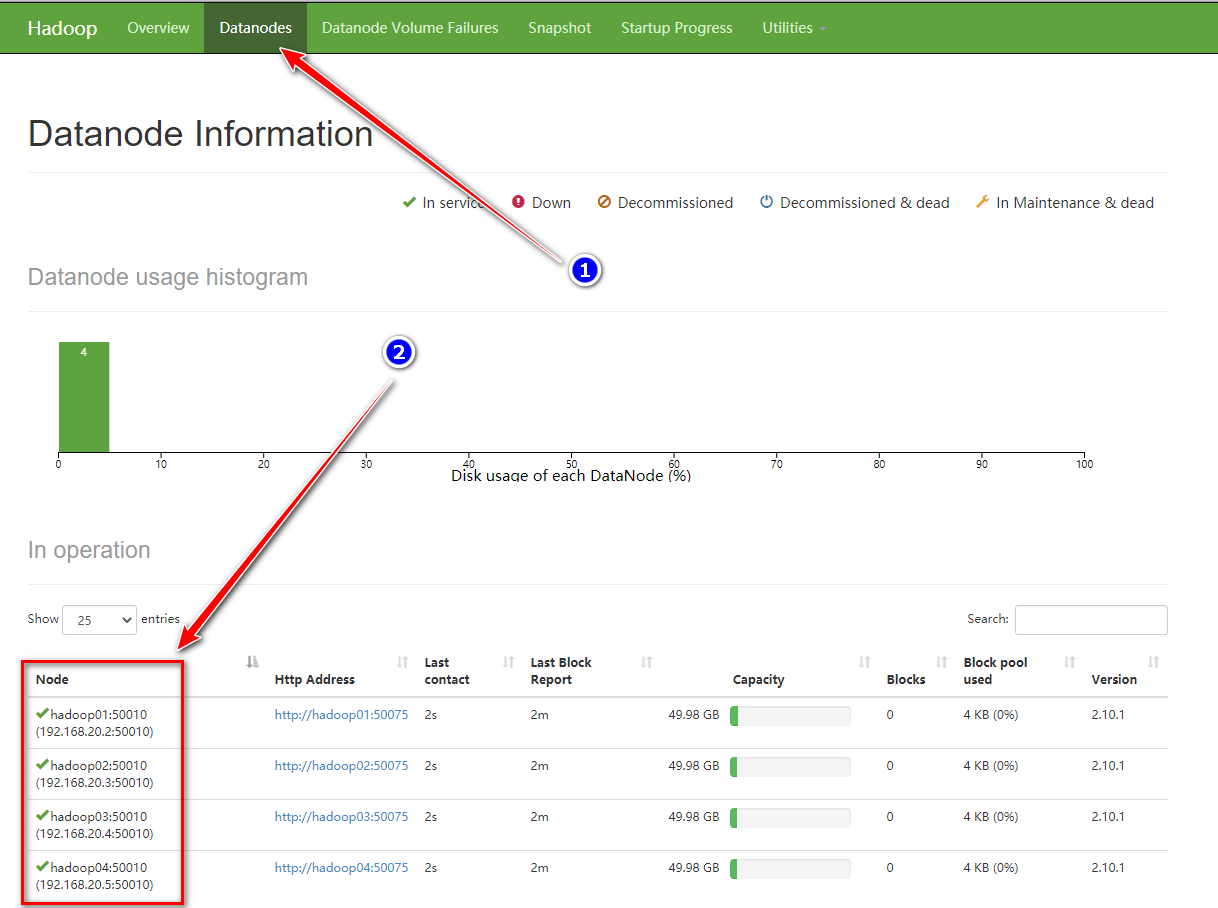 Hadoop Overview Datanodes Datanode Volume Failures Snapshot Startup Progress Utilities
Datanode Information
In service Down Decommissioned Decommissioned & dead In Maintenance & dead
1
Datanode usage histogram
2
4
0 10 20 30 40 50 60 70 80 90 100
Disk usage of each DataNode (%)
In operation
Show 25 entries Search:
Node Http Address Last contact Last Block Report Capacity Blocks Block pool used Version
hadoop01:50010 http://hadoop01:50075 2s 2m 49.98 GB 0 4 KB (0%) 2.10.1
(192.168.20.2:50010)
hadoop02:50010 http://hadoop02:50075 2s 2m 49.98 GB 0 4 KB (0%) 2.10.1
(192.168.20.3:50010)
hadoop03:50010 http://hadoop03:50075 2s 2m 49.98 GB 0 4 KB (0%) 2.10.1
(192.168.20.4:50010)
hadoop04:50010 http://hadoop04:50075 2s 2m 49.98 GB 0 4 KB (0%) 2.10.1
(192.168.20.5:50010)